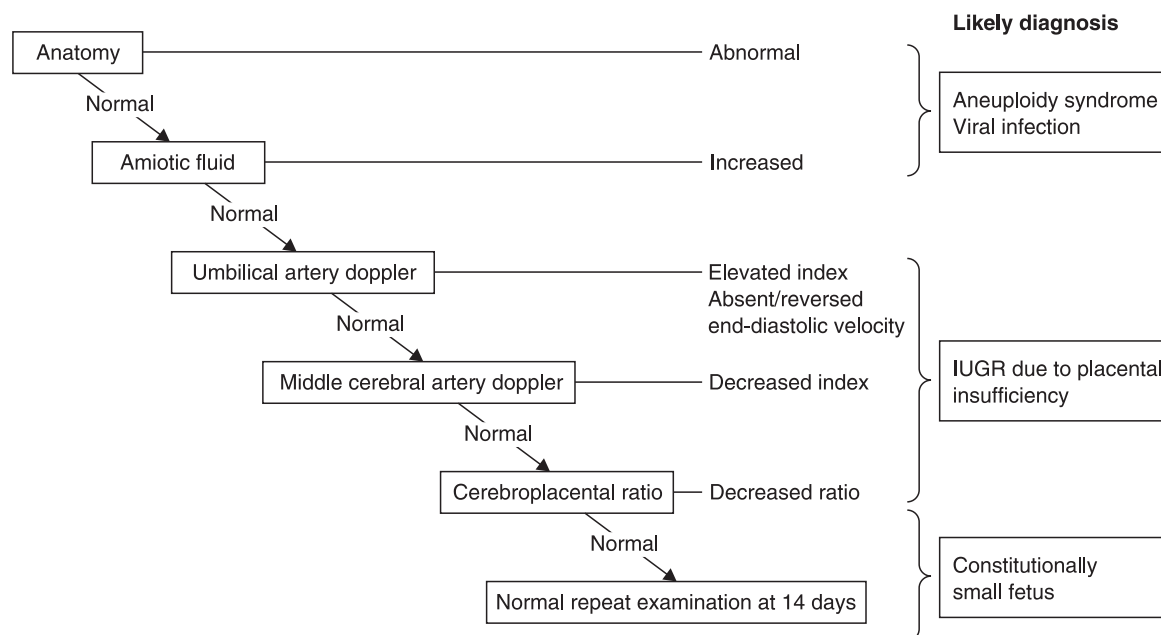 Likely diagnosis
Anatomy
Abnormal
Normal
Aneuploidy syndrome
Viral infection
Amiotic fluid
Increased
Normal
Umbilical artery doppler
Elevated index
Absent/reversed
end-diastolic velocity
Normal
IUGR due to placental
insufficiency
Middle cerebral artery doppler
Decreased index
Normal
Cerebroplacental ratio
Decreased ratio
Normal
Constitutionally
small fetus
Normal repeat examination at 14 days